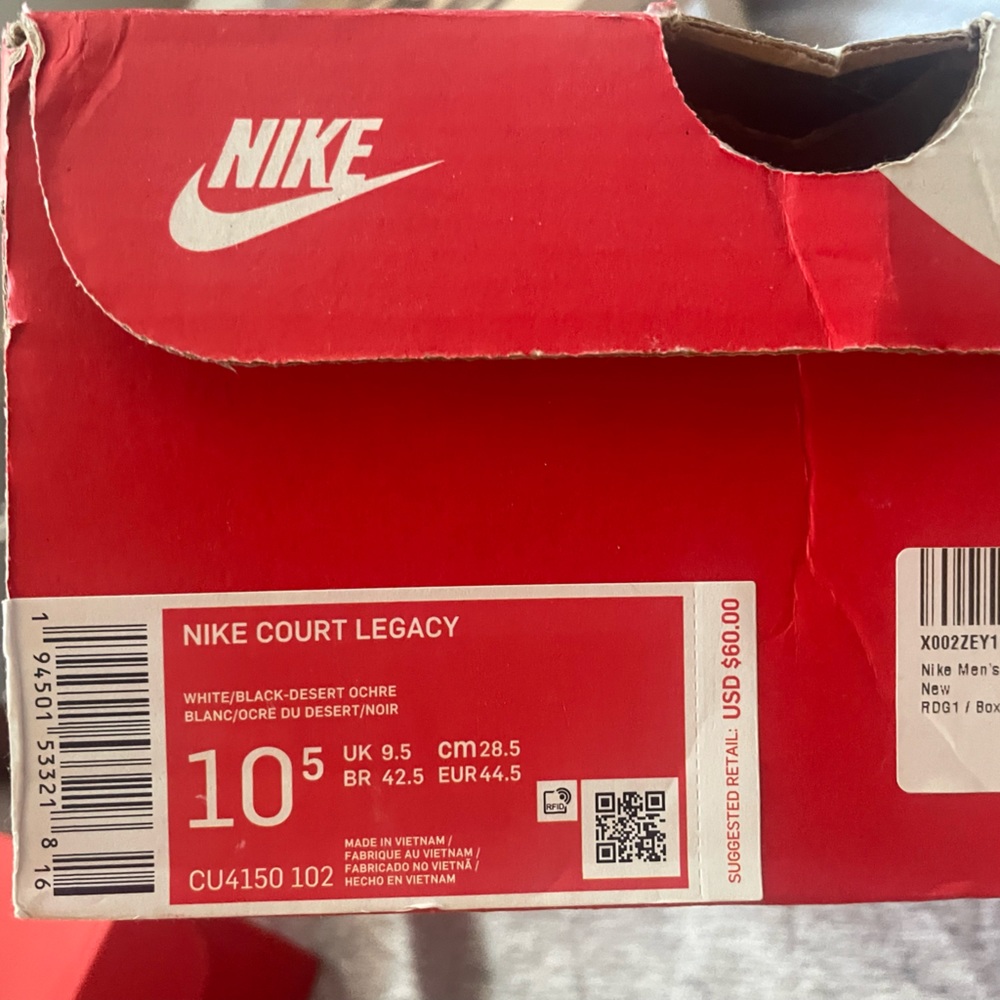 NIKE
NIKE COURT LEGACY
WHITE/BLACK-DESERT OCHRE
BLANC/OCRE DU DESERT/NOIR
10⁵
UK 9.5 cm 28.5
BR 42.5 EUR 44.5
RFID
MADE IN VIETNAM /
FABRIQUE AU VIETNAM /
FABRICADO NO VIETNÃ /
HECHO EN VIETNAM
CU4150 102
1 94501 53321 8 16
SUGGESTED RETAIL: USD $60.00
X002ZEY1
Nike Men's
New
RDG1 / Box